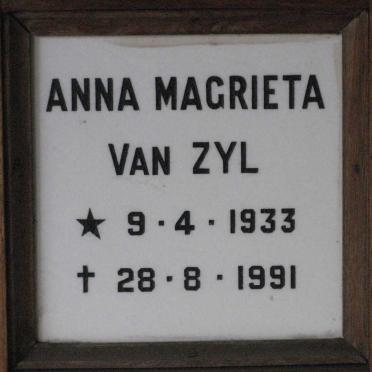 ANNA MAGRIETA
VAN ZYL
★ 9·4·1933
✝ 28·8·1991